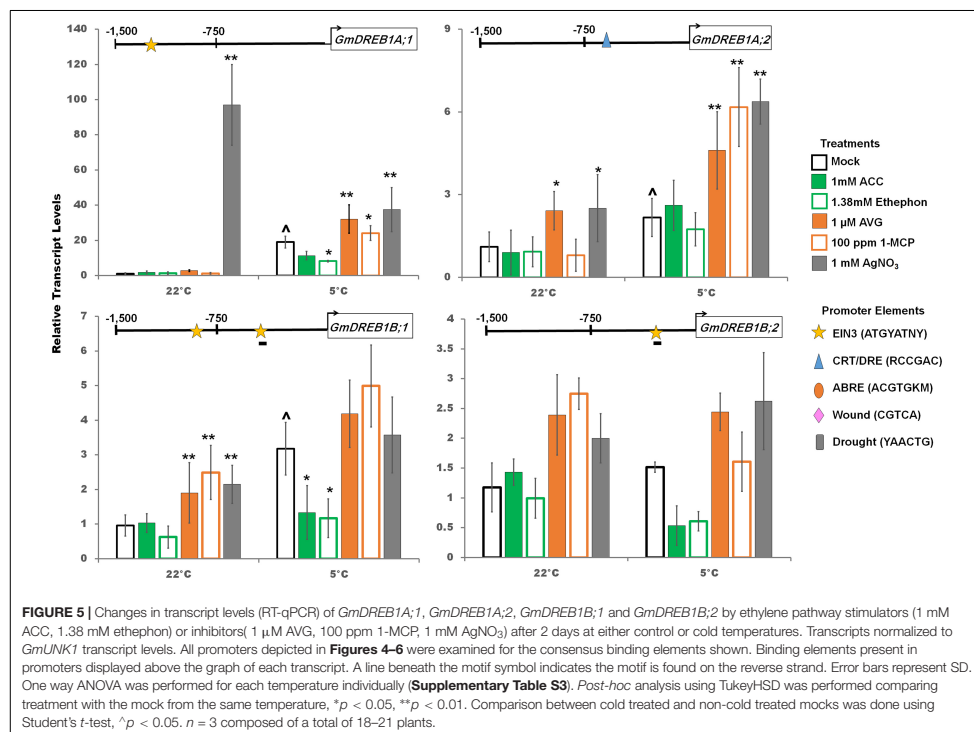 Relative Transcript Levels
-1,500 -750 GmDREB1A;1
140
120
100
80
60
40
20
0
** ^ * ** * **
22°C 5°C
-1,500 -750 GmDREB1A;2
9
6
3
0
* * ^ ** ** **
22°C 5°C
-1,500 -750 GmDREB1B;1
7
6
5
4
3
2
1
0
** ** ** ^ * *
22°C 5°C
-1,500 -750 GmDREB1B;2
4
3.5
3
2.5
2
1.5
1
0.5
0
22°C 5°C
Treatments
Mock
1mM ACC
1.38mM Ethephon
1 µM AVG
100 ppm 1-MCP
1 mM AgNO₃
Promoter Elements
EIN3 (ATGYATNY)
CRT/DRE (RCCGAC)
ABRE (ACGTGKM)
Wound (CGTCA)
Drought (YAACTG)
FIGURE 5 | Changes in transcript levels (RT-qPCR) of GmDREB1A;1, GmDREB1A;2, GmDREB1B;1 and GmDREB1B;2 by ethylene pathway stimulators (1 mM
ACC, 1.38 mM ethephon) or inhibitors( 1 µM AVG, 100 ppm 1-MCP, 1 mM AgNO₃) after 2 days at either control or cold temperatures. Transcripts normalized to
GmUNK1 transcript levels. All promoters depicted in Figures 4–6 were examined for the consensus binding elements shown. Binding elements present in
promoters displayed above the graph of each transcript. A line beneath the motif symbol indicates the motif is found on the reverse strand. Error bars represent SD.
One way ANOVA was performed for each temperature individually (Supplementary Table S3). Post-hoc analysis using TukeyHSD was performed comparing
treatment with the mock from the same temperature, *p < 0.05, **p < 0.01. Comparison between cold treated and non-cold treated mocks was done using
Student's t-test, ^p < 0.05. n = 3 composed of a total of 18–21 plants.